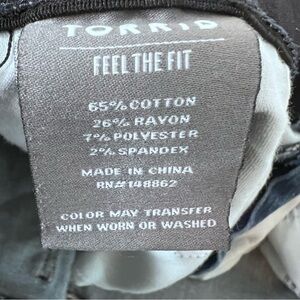 TORRID
FEEL THE FIT
65% COTTON
26% RAYON
7% POLYESTER
2% SPANDEX
MADE IN CHINA
RN#148862
COLOR MAY TRANSFER
WHEN WORN OR WASHED